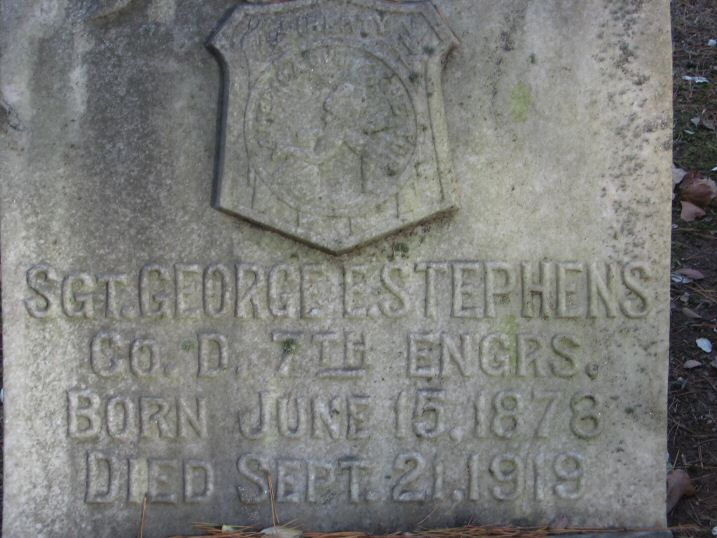 SGT. GEORGE E. STEPHENS
CO. D. 7TH ENGRS.
BORN JUNE 15, 1878
DIED SEPT. 21, 1919